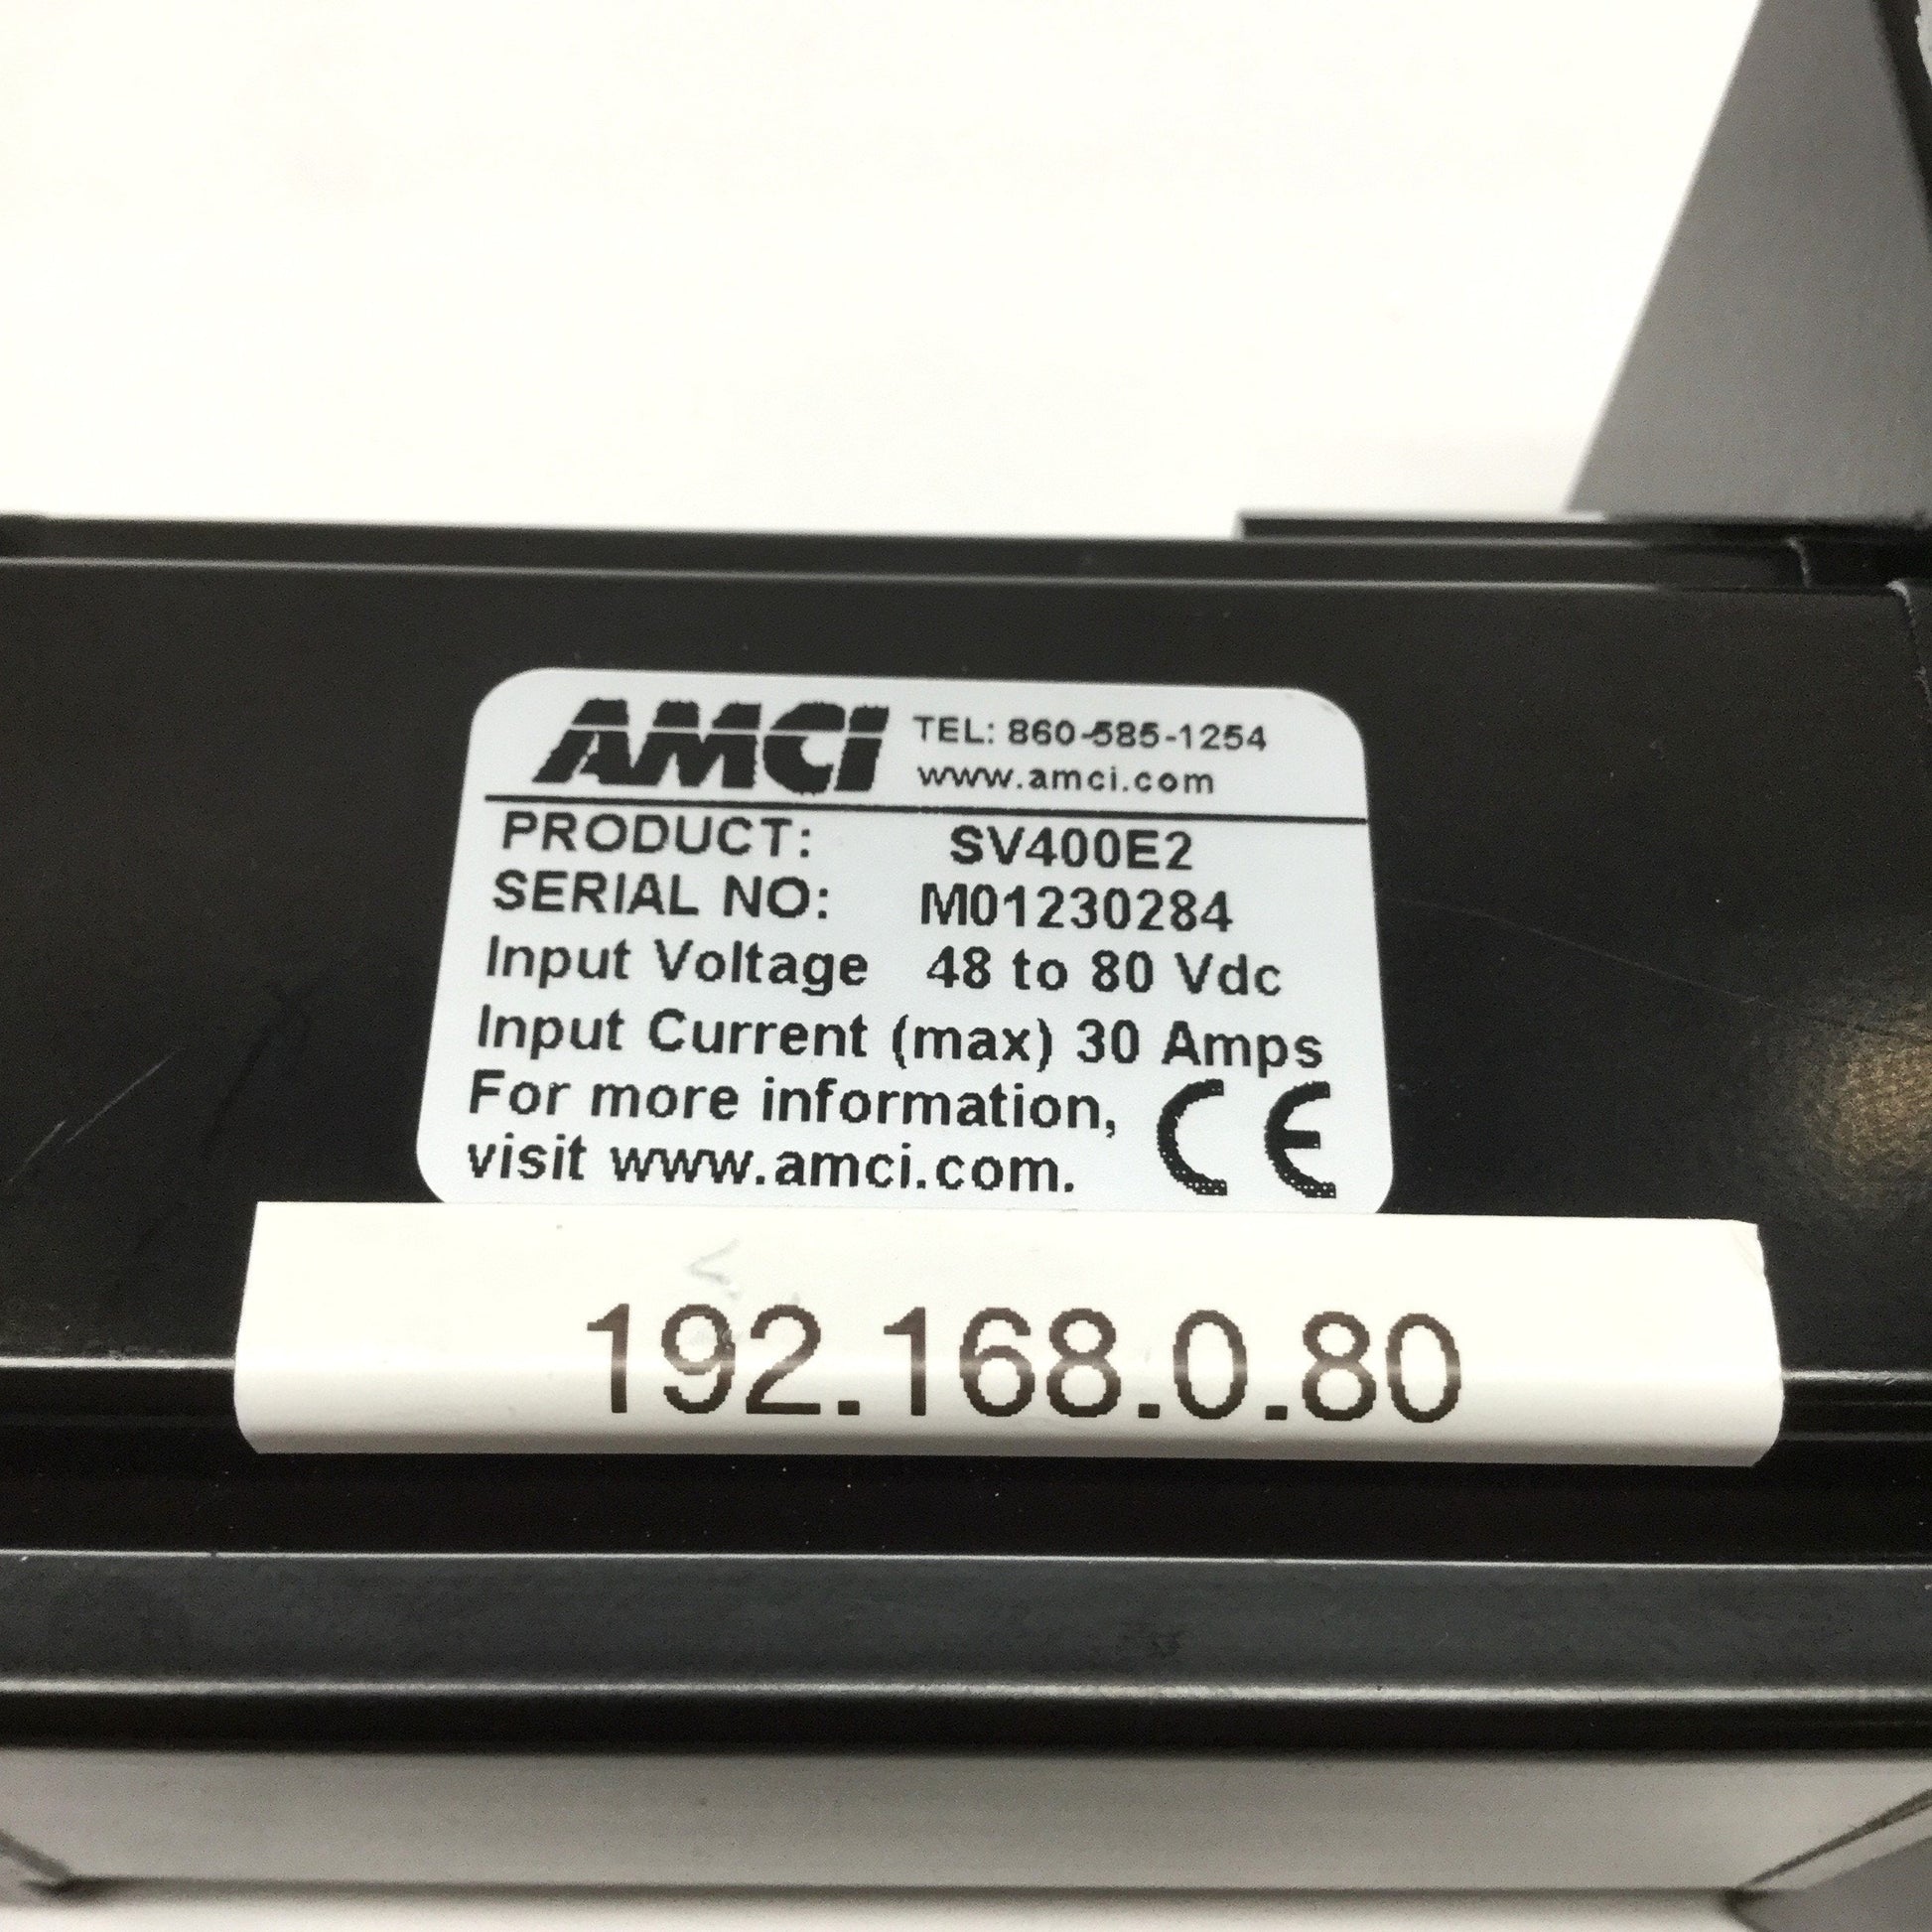 AMCI TEL: 860-585-1254
www.amci.com
PRODUCT: SV400E2
SERIAL NO: M01230284
Input Voltage 48 to 80 Vdc
Input Current (max) 30 Amps
For more information,
visit www.amci.com. CE
192.168.0.80